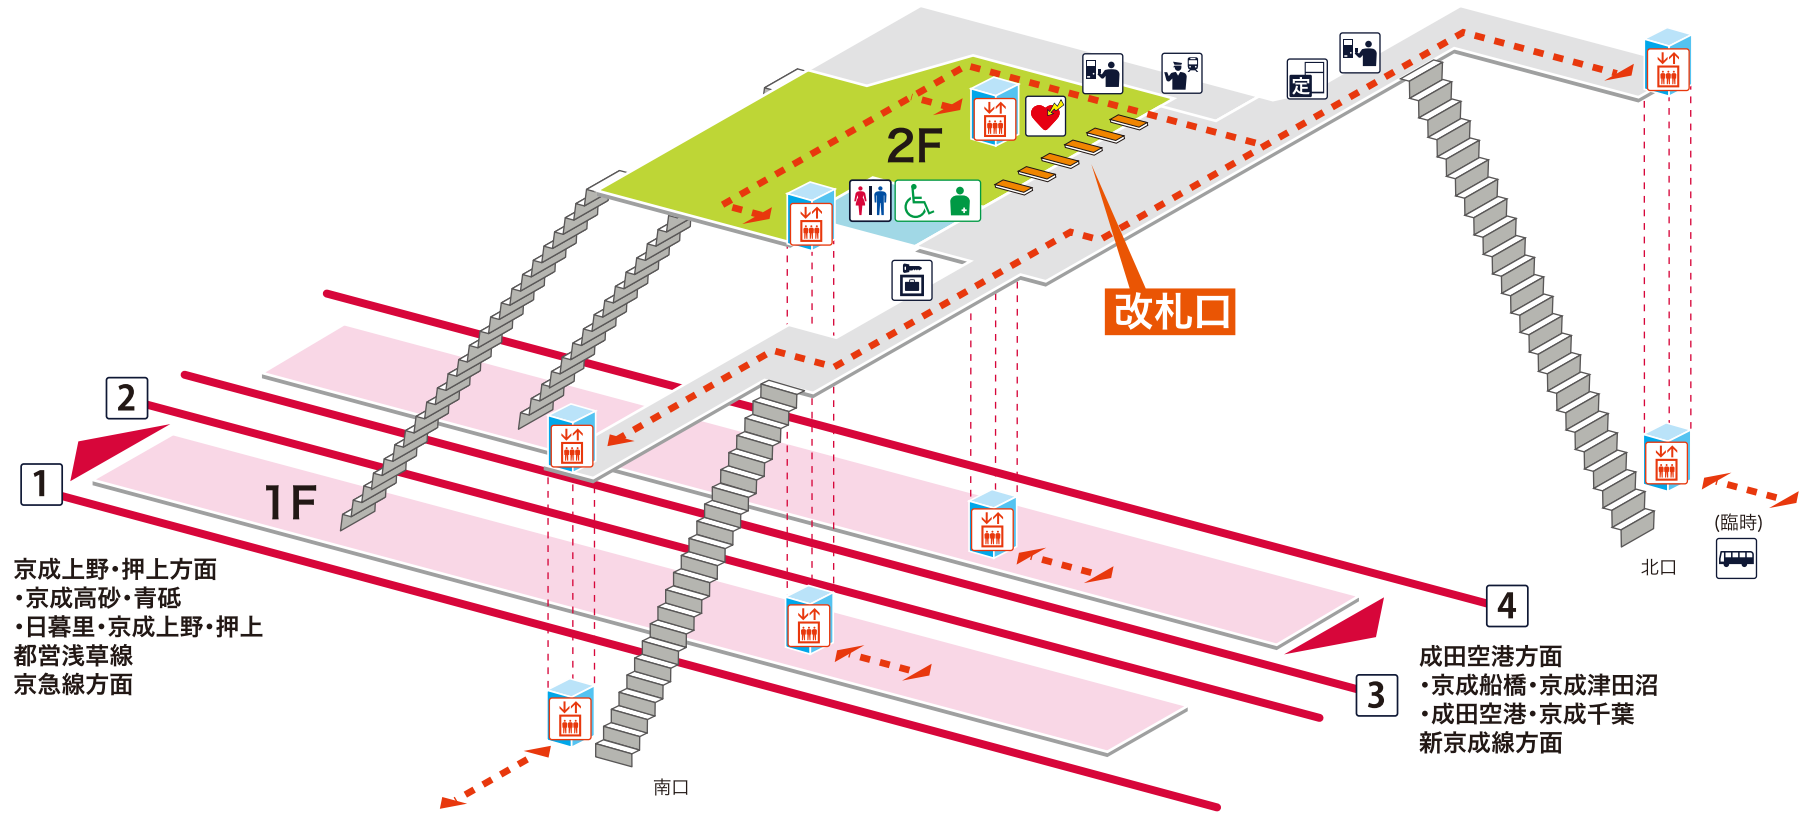 定
2F
改札口
2
1
1F
京成上野・押上方面
・京成高砂・青砥
・日暮里・京成上野・押上
都営浅草線
京急線方面
南口
(臨時)
北口
4
3
成田空港方面
・京成船橋・京成津田沼
・成田空港・京成千葉
新京成線方面